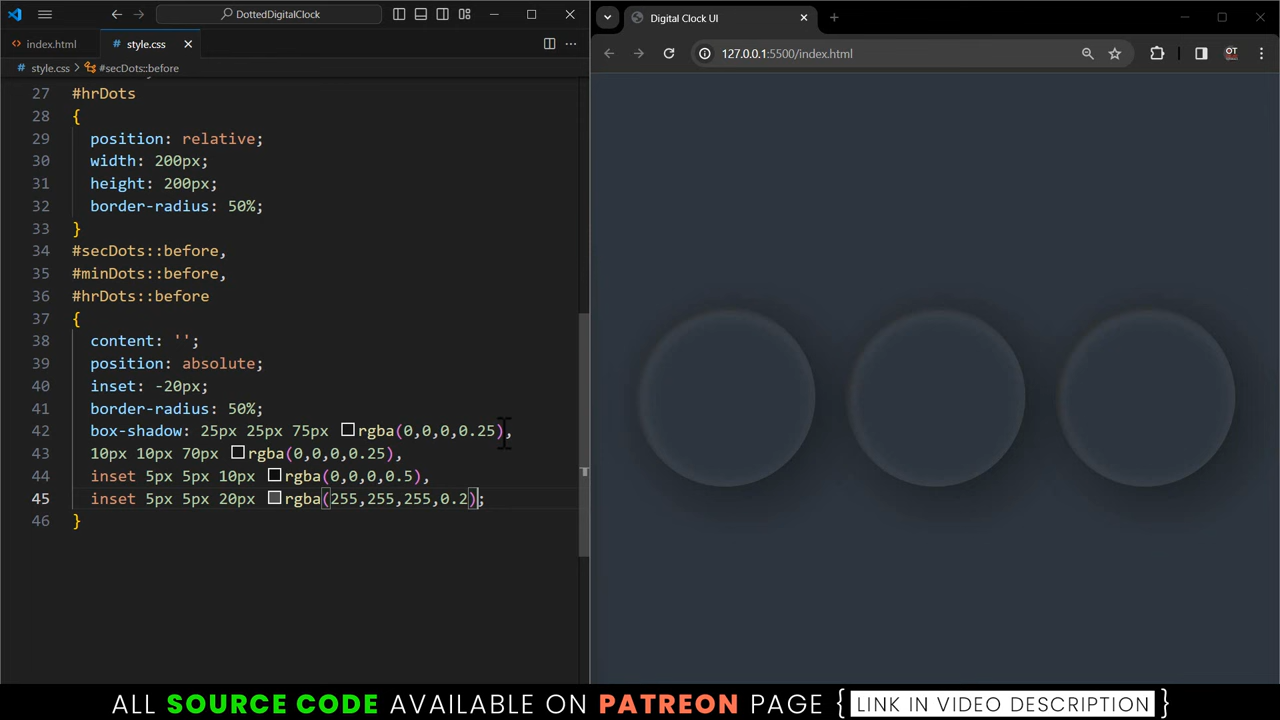 DottedDigitalClock
index.html
style.css
style.css > #secDots::before
27 #hrDots
28 {
29 position: relative;
30 width: 200px;
31 height: 200px;
32 border-radius: 50%;
33 }
34 #secDots::before,
35 #minDots::before,
36 #hrDots::before
37 {
38 content: '';
39 position: absolute;
40 inset: -20px;
41 border-radius: 50%;
42 box-shadow: 25px 25px 75px rgba(0,0,0,0.25),
43 10px 10px 70px rgba(0,0,0,0.25),
44 inset 5px 5px 10px rgba(0,0,0,0.5),
45 inset 5px 5px 20px rgba(255,255,255,0.2);
46 }
Digital Clock UI
127.0.0.1:5500/index.html
OT
ALL SOURCE CODE AVAILABLE ON PATREON PAGE { LINK IN VIDEO DESCRIPTION }